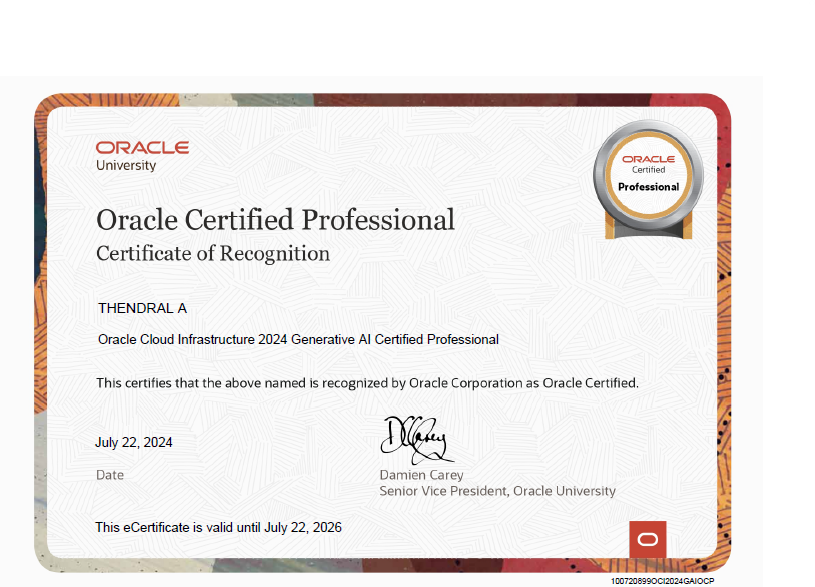 ORACLE
University
ORACLE
Certified
Professional
Oracle Certified Professional
Certificate of Recognition
THENDRAL A
Oracle Cloud Infrastructure 2024 Generative AI Certified Professional
This certifies that the above named is recognized by Oracle Corporation as Oracle Certified.
DCarey
July 22, 2024
Date
Damien Carey
Senior Vice President, Oracle University
This eCertificate is valid until July 22, 2026
100720899OCI2024GAIOCP